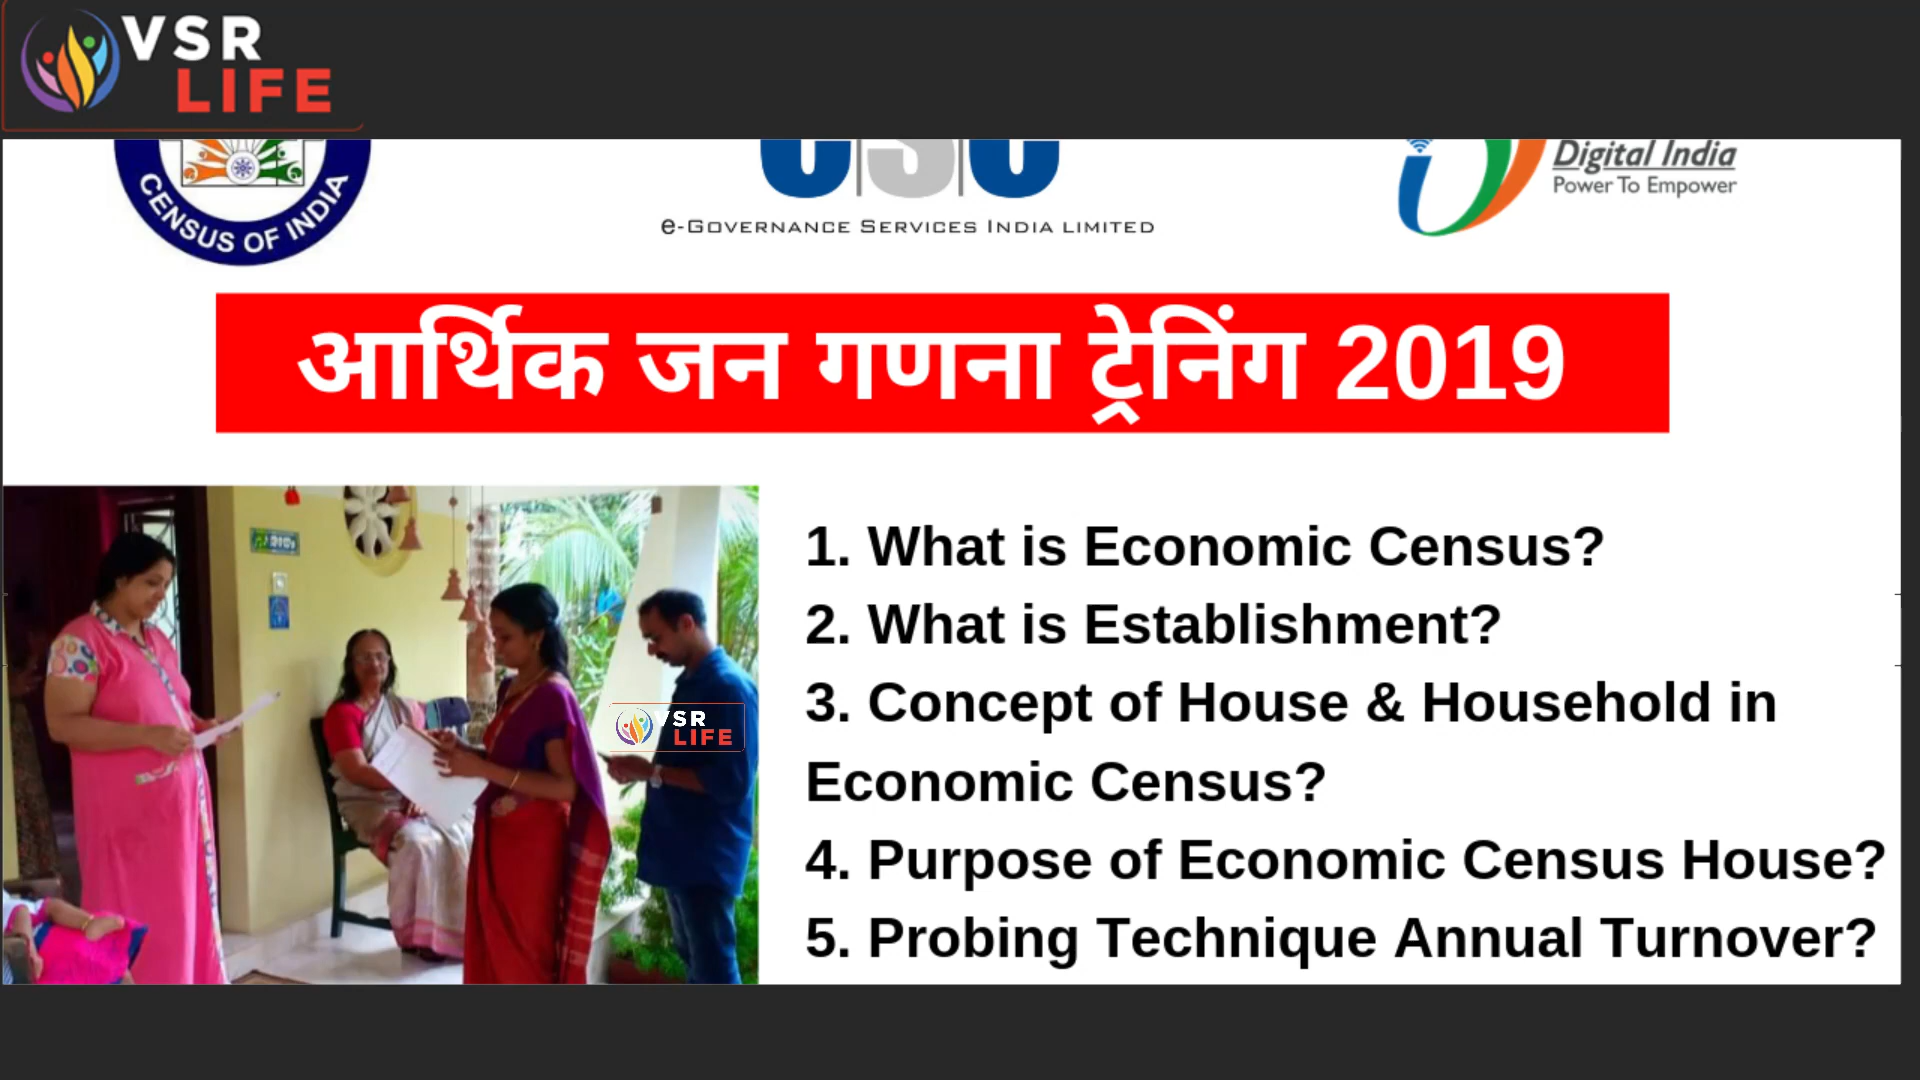 VSR
LIFE
CENSUS OF INDIA
CSC
e-Governance Services India Limited
Digital India
Power To Empower
आर्थिक जन गणना ट्रेनिंग 2019
1. What is Economic Census?
2. What is Establishment?
3. Concept of House & Household in
Economic Census?
4. Purpose of Economic Census House?
5. Probing Technique Annual Turnover?
VSR
LIFE